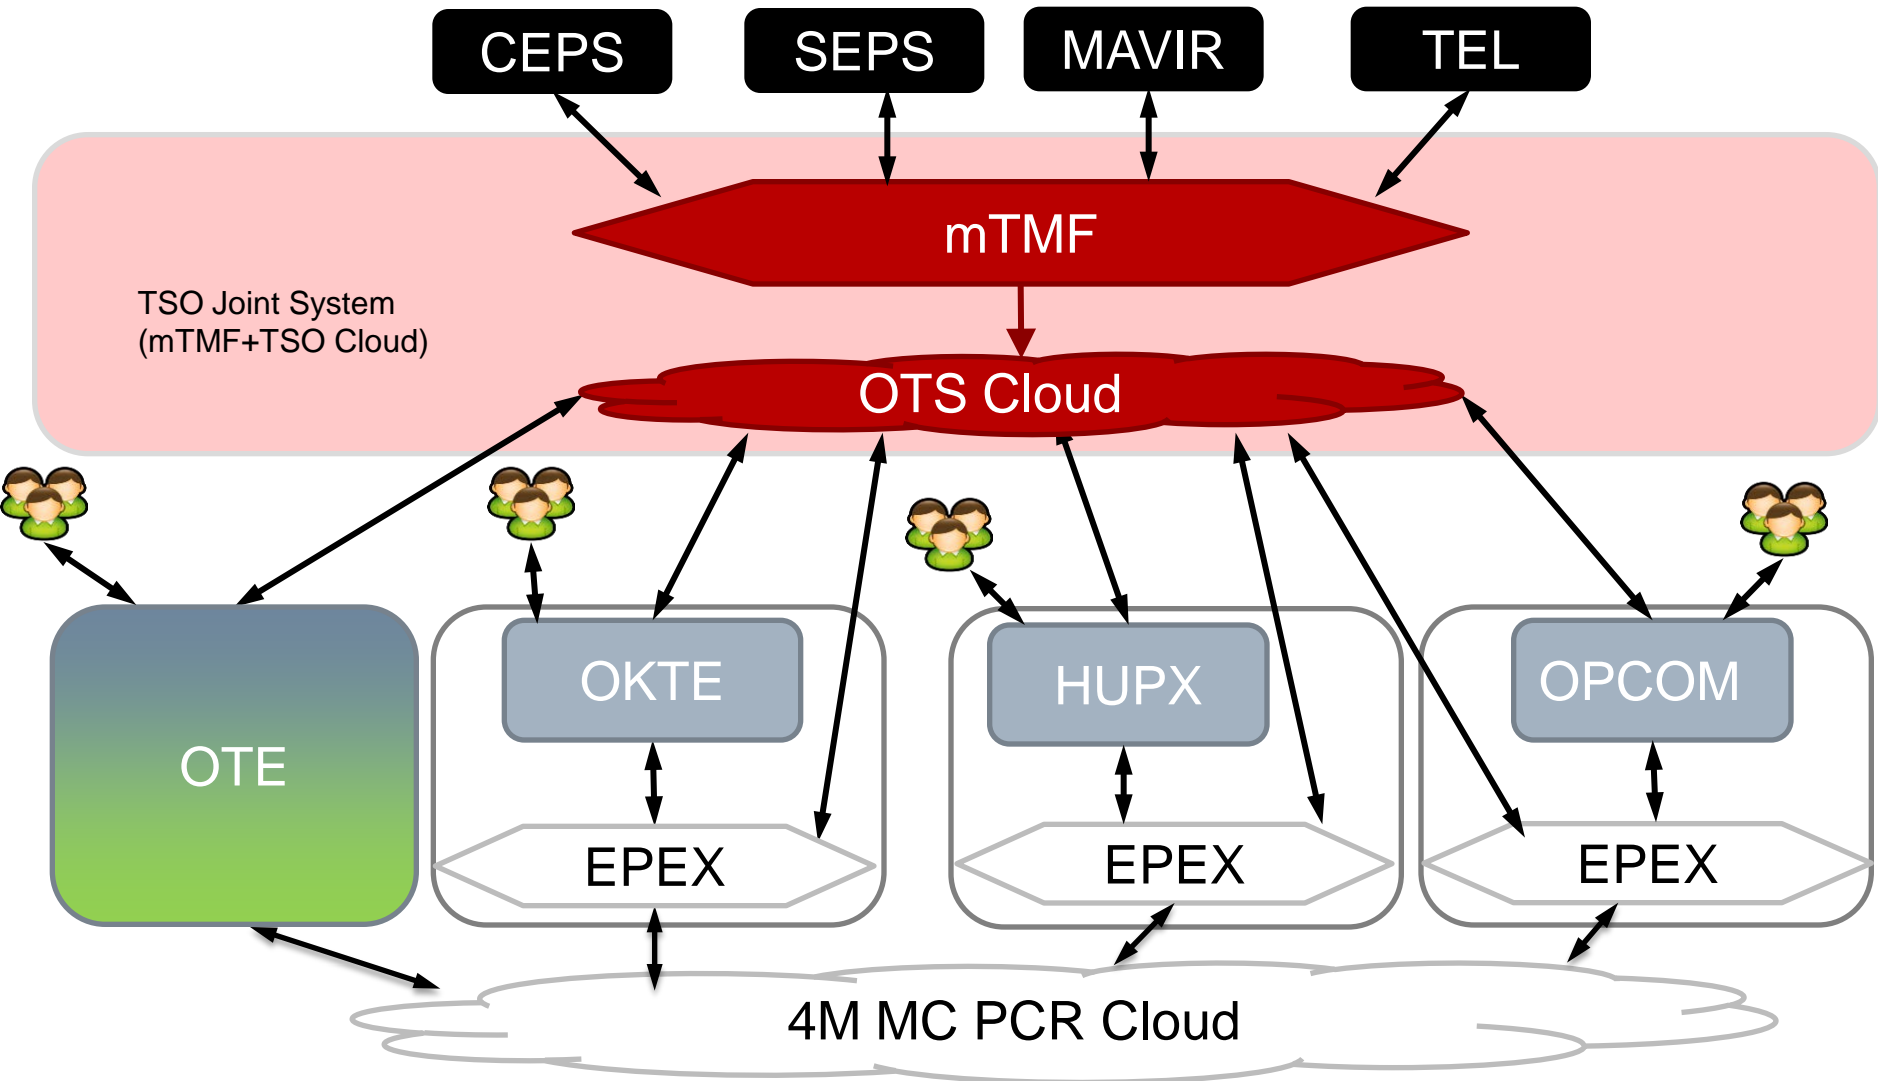 CEPS
SEPS
MAVIR
TEL
mTMF
TSO Joint System
(mTMF+TSO Cloud)
OTS Cloud
OKTE
HUPX
OPCOM
OTE
EPEX
EPEX
EPEX
4M MC PCR Cloud